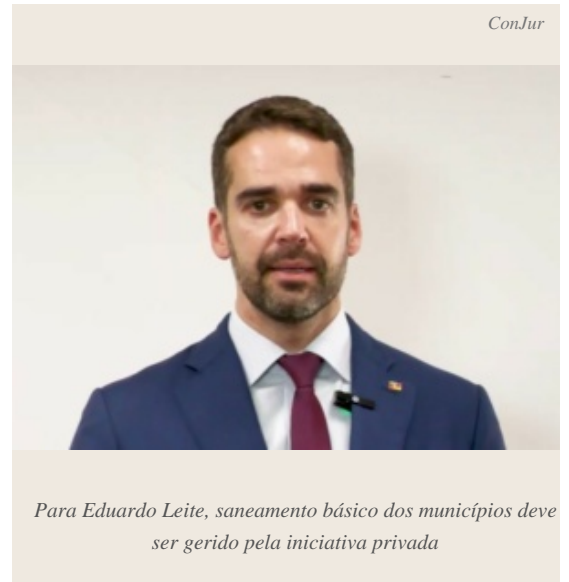 ConJur
Para Eduardo Leite, saneamento básico dos municípios deve
ser gerido pela iniciativa privada